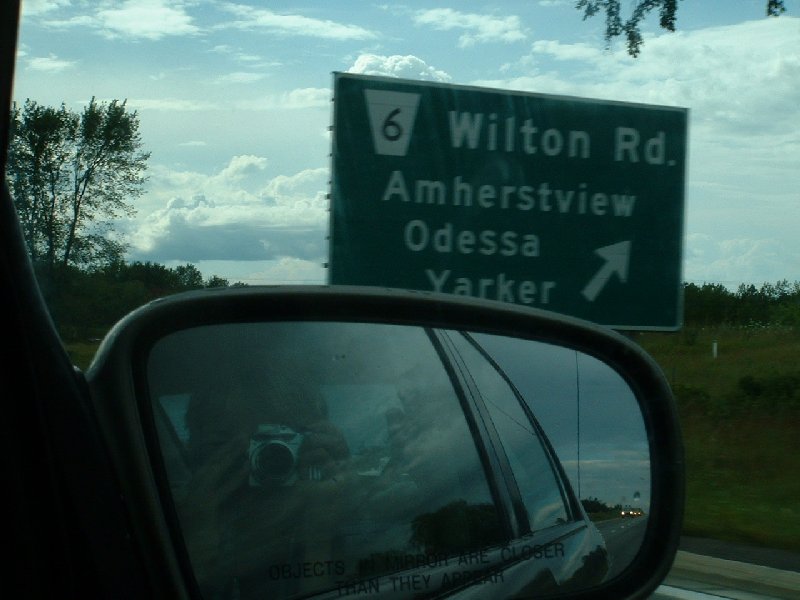 6 Wilton Rd.
Amherstview
Odessa
Yarker
OBJECTS IN MIRROR ARE CLOSER
THAN THEY APPEAR